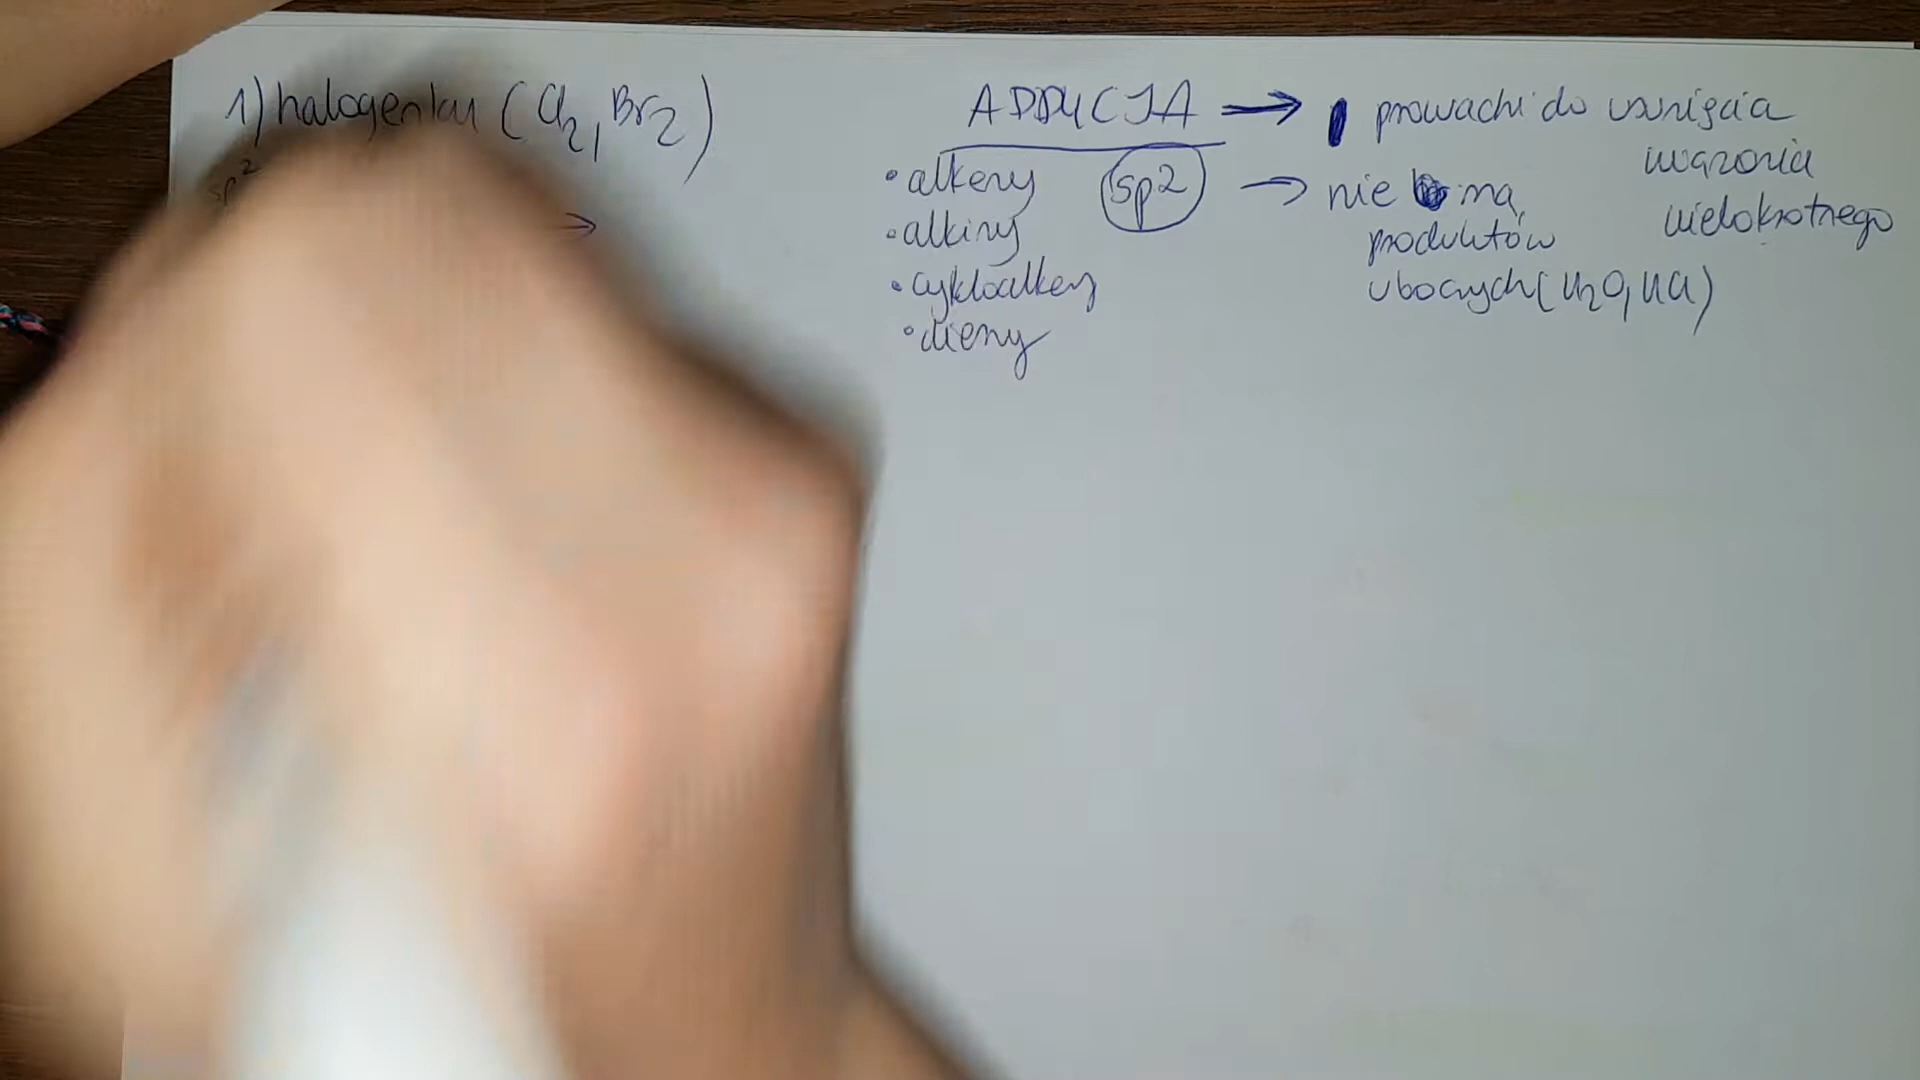 1) halogenku (Cl2, Br2)
sp2
→
ADDYCJA → prowadzi do usunięcia
wiązania
wielokrotnego
• alkeny sp2 → nie ma
• alkiny produktów
• cykloalkeny ubocznych (H2O, HCl)
• dieny